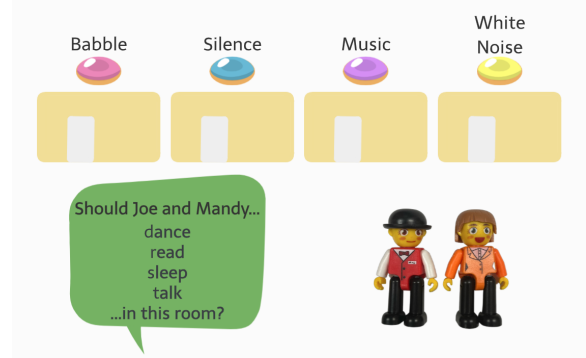 Babble
Silence
Music
White
Noise
Should Joe and Mandy...
dance
read
sleep
talk
...in this room?